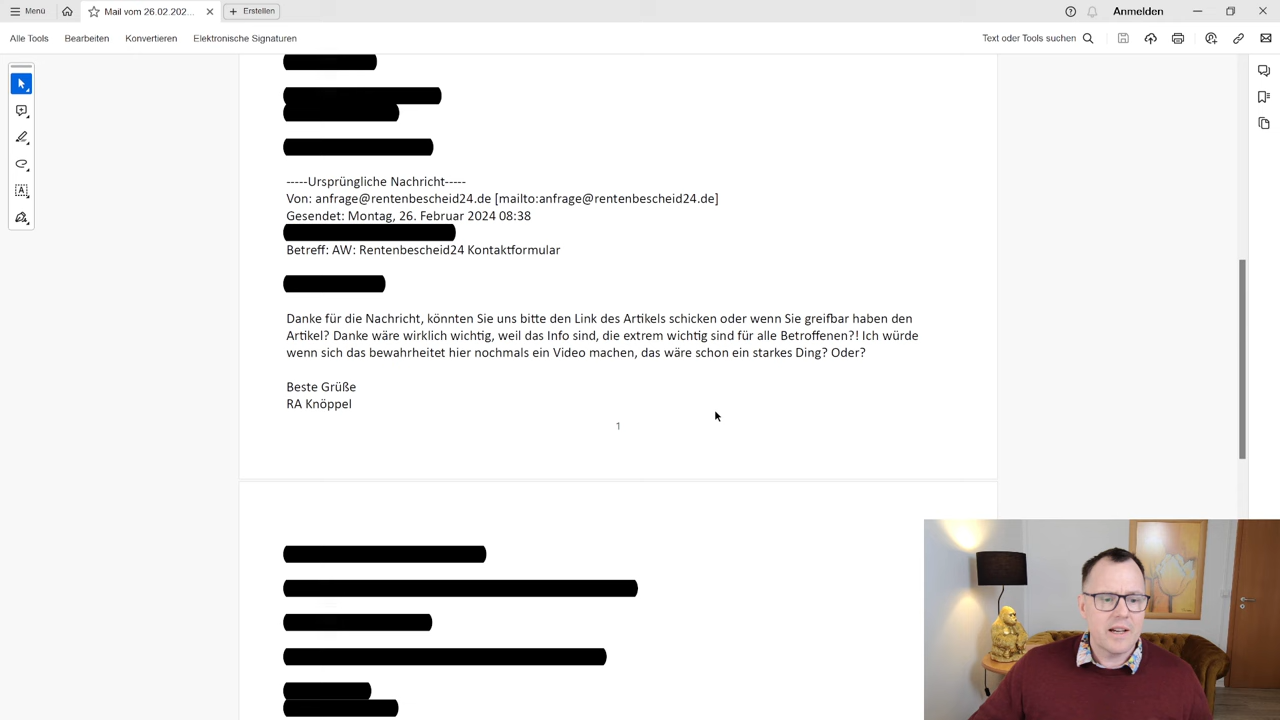 Menü
Mail vom 26.02.202...
Erstellen
Anmelden
Alle Tools
Bearbeiten
Konvertieren
Elektronische Signaturen
Text oder Tools suchen
-----Ursprüngliche Nachricht-----
Von: anfrage@rentenbescheid24.de [mailto:anfrage@rentenbescheid24.de]
Gesendet: Montag, 26. Februar 2024 08:38
Betreff: AW: Rentenbescheid24 Kontaktformular
Danke für die Nachricht, könnten Sie uns bitte den Link des Artikels schicken oder wenn Sie greifbar haben den
Artikel? Danke wäre wirklich wichtig, weil das Info sind, die extrem wichtig sind für alle Betroffenen?! Ich würde
wenn sich das bewahrheitet hier nochmals ein Video machen, das wäre schon ein starkes Ding? Oder?
Beste Grüße
RA Knöppel
1